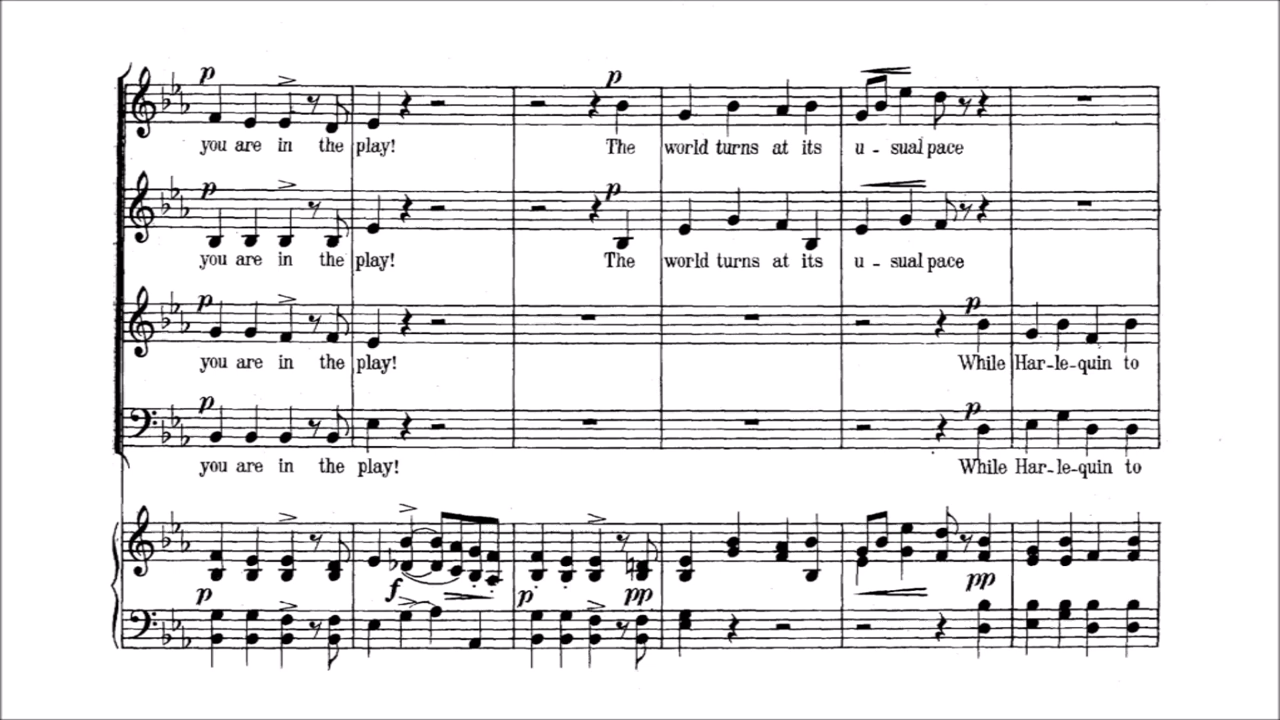 p p
you are in the play! The world turns at its u - sual pace
p p
you are in the play! The world turns at its u - sual pace
p p
you are in the play! While Har-le-quin to
p p
you are in the play! While Har-le-quin to
p f p pp pp